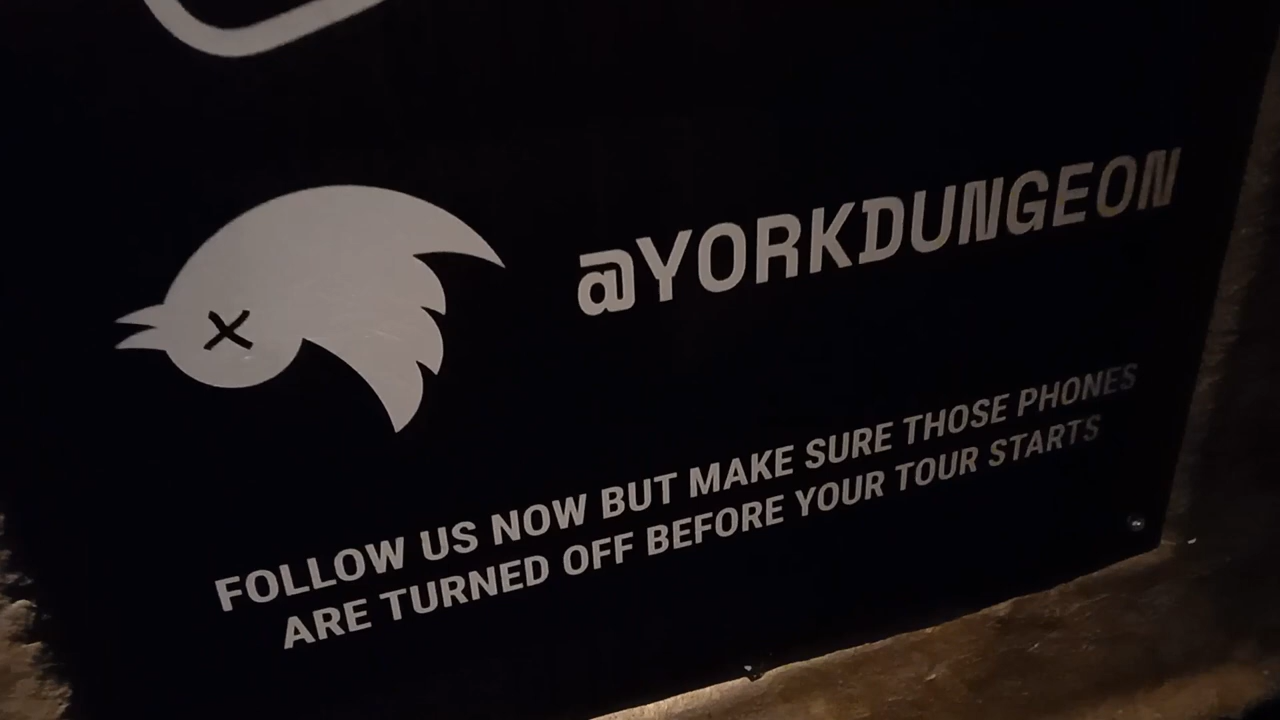 @YORKDUNGEON
FOLLOW US NOW BUT MAKE SURE THOSE PHONES
ARE TURNED OFF BEFORE YOUR TOUR STARTS